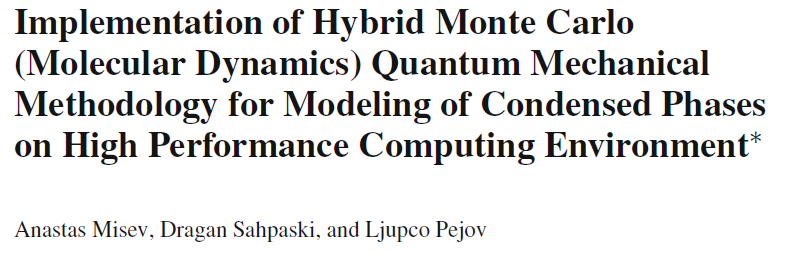 Implementation of Hybrid Monte Carlo
(Molecular Dynamics) Quantum Mechanical
Methodology for Modeling of Condensed Phases
on High Performance Computing Environment*
Anastas Misev, Dragan Sahpaski, and Ljupco Pejov